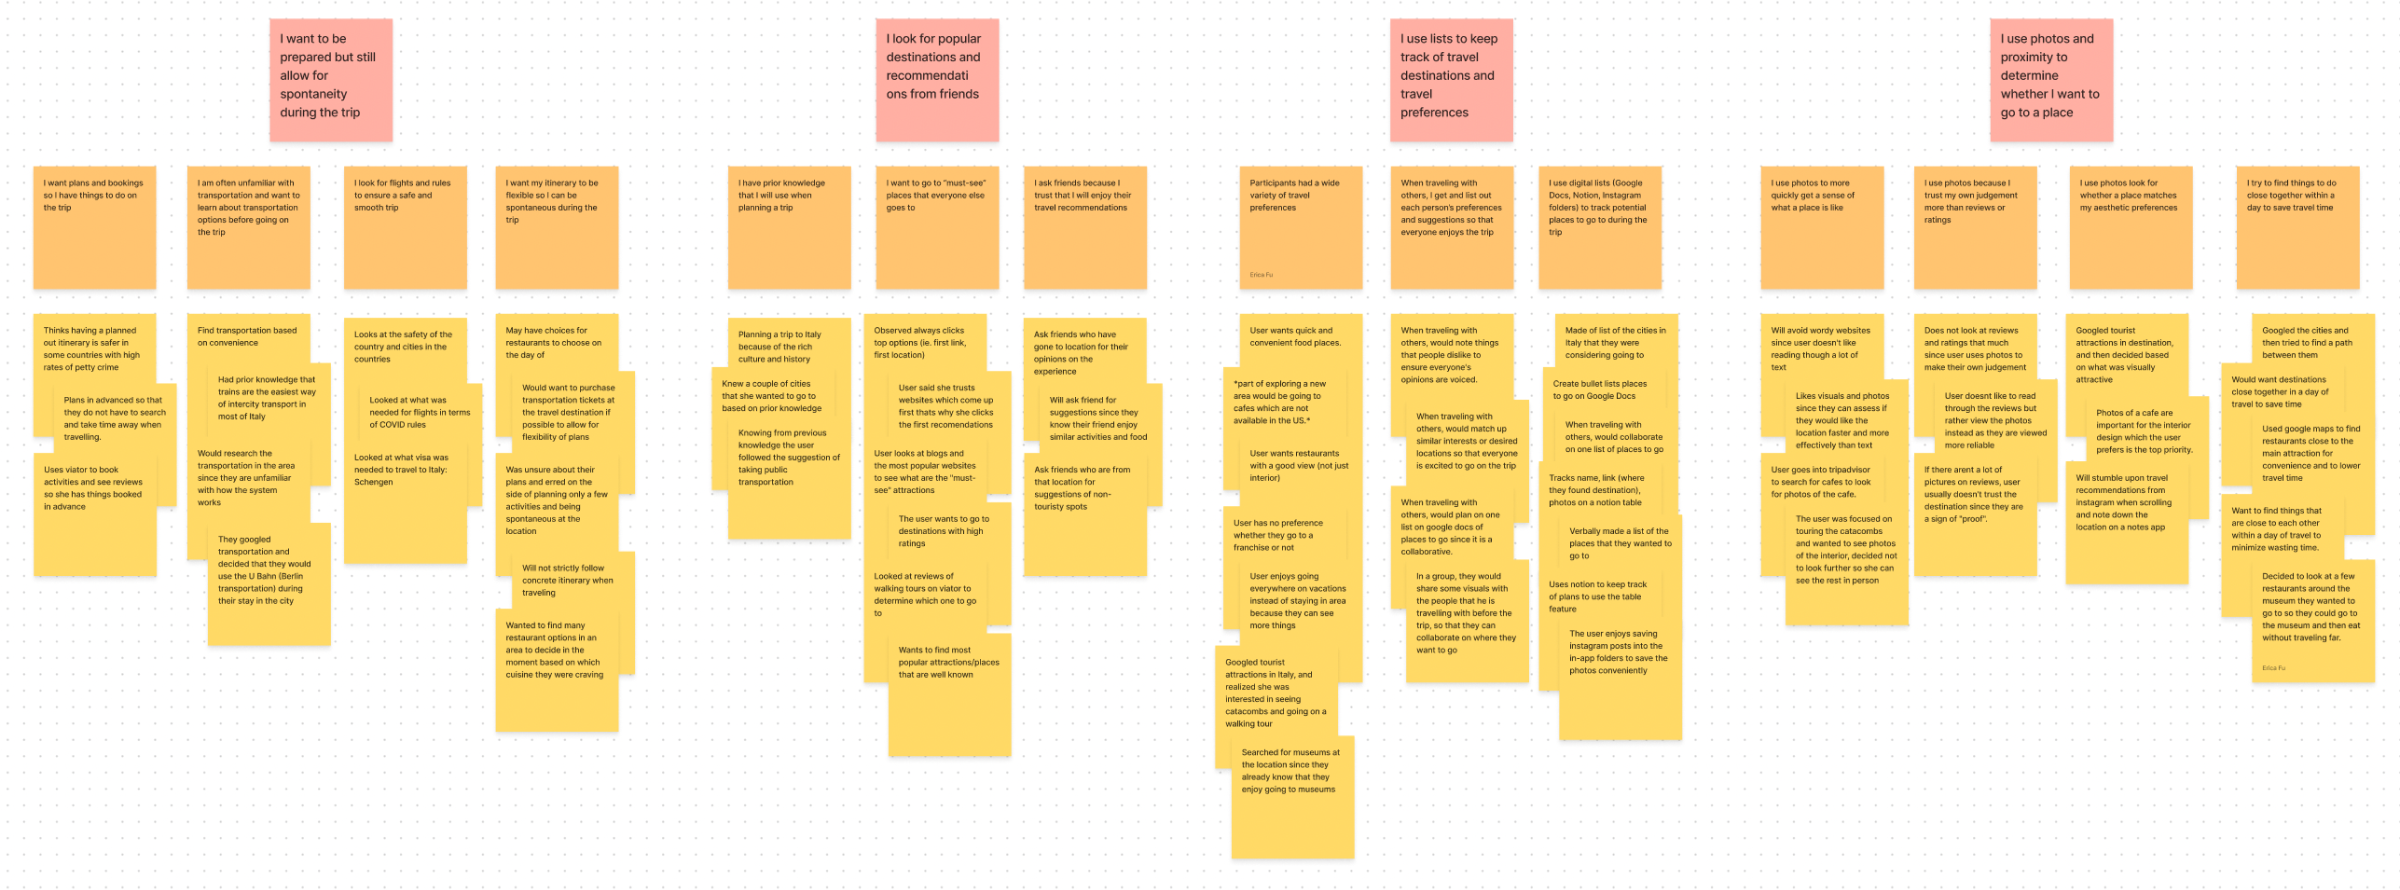 I want to be
prepared but still
allow for
spontaneity
during the trip
I look for popular
destinations and
recommendati
ons from friends
I use lists to keep
track of travel
destinations and
travel
preferences
I use photos and
proximity to
determine
whether I want to
go to a place
I want plans and bookings
so I have things to do on
the trip
I am often unfamiliar with
transportation and want to
learn about transportation
options before going on
the trip
I look for flights and rules
to ensure a safe and
smooth trip
I want my itinerary to be
flexible so i can be
spontaneous during the
trip
I have prior knowledge
that I will use when
planning a trip
I want to go to "must-see"
places that everyone else
goes to
I ask friends because I
trust that I will enjoy their
travel recommendations
Participants had a wide
variety of travel
preferences
Erica Fu
When traveling with
others, I get and list out
each person's preferences
and suggestions so that
everyone enjoys the trip
I use digital lists (Google
Docs, Notion, Instagram
folders) to track potential
places to go to during the
trip
I use photos to more
quickly get a sense of
what a place is like
I use photos because I
trust my own judgement
more than reviews or
ratings
I use photos look for
whether a place matches
my aesthetic preferences
I try to find things to do
close together within a
day to save travel time
Thinks having a planned
out itinerary is safer in
some countries with high
rates of petty crime
Plans in advanced so that
they do not have to search
and take time away when
travelling.
Uses viator to book
activities and see reviews
so she has things booked
in advance
Find transportation based
on convenience
Had prior knowledge that
trains are the easiest way
of intercity transport in
most of Italy
Would research the
transportation in the area
since they are unfamiliar
with how the system
works
They googled
transportation and
decided that they would
use the U Bahn (Berlin
transportation) during
their stay in the city
Looks at the safety of the
country and cities in the
countries
Looked at what was
needed for flights in terms
of COVID rules
Looked at what visa was
needed to travel to Italy:
Schengen
May have choices for
restaurants to choose on
the day of
Would want to purchase
transportation tickets at
the travel destination if
possible to allow for
flexibility of plans
Was unsure about their
plans and erred on the
side of planning only a few
activities and being
spontaneous at the
location
Will not strictly follow
concrete itinerary when
traveling
Wanted to find many
restaurant options in an
area to decide in the
moment based on which
cuisine they were craving
Planning a trip to Italy
because of the rich
culture and history
Knew a couple of cities
that she wanted to go to
based on prior knowledge
Knowing from previous
knowledge the user
followed the suggestion of
taking public
transportation
Observed always clicks
top options (ie. first link,
first location)
User said she trusts
websites which come up
first thats why she clicks
the first recomendations
User looks at blogs and
the most popular websites
to see what are the "must-
see" attractions
The user wants to go to
destinations with high
ratings
Looked at reviews of
walking tours on viator to
determine which one to go
to
Wants to find most
popular attractions/places
that are well known
Ask friends who have
gone to location for their
opinions on the
experience
Will ask friend for
suggestions since they
know their friend enjoy
similar activities and food
Ask friends who are from
that location for
suggestions of non-
touristy spots
User wants quick and
convenient food places.
*part of exploring a new
area would be going to
cafes which are not
available in the US.*
User wants restaurants
with a good view (not just
interior)
User has no preference
whether they go to a
franchise or not
User enjoys going
everywhere on vacations
instead of staying in area
because they can see
more things
Googled tourist
attractions in Italy, and
realized she was
interested in seeing
catacombs and going on a
walking tour
Searched for museums at
the location since they
already know that they
enjoy going to museums
When traveling with
others, would note things
that people dislike to
ensure everyone's
opinions are voiced.
When traveling with
others, would match up
similar interests or desired
locations so that everyone
is excited to go on the trip
When traveling with
others, would plan on one
list on google docs of
places to go since it is a
collaborative.
In a group, they would
share some visuals with
the people that he is
travelling with before the
trip, so that they can
collaborate on where they
want to go
Made of list of the cities in
Italy that they were
considering going to
Create bullet lists places
to go on Google Docs
When traveling with
others, would collaborate
on one list of places to go
Tracks name, link (where
they found destination),
photos on a notion table
Verbally made a list of the
places that they wanted to
go to
Uses notion to keep track
of plans to use the table
feature
The user enjoys saving
instagram posts into the
in-app folders to save the
photos conveniently
Will avoid wordy websites
since user doesn't like
reading though a lot of
text
Likes visuals and photos
since they can assess if
they would like the
location faster and more
effectively than text
User goes into tripadvisor
to search for cafes to look
for photos of the cafe.
The user was focused on
touring the catacombs
and wanted to see photos
of the interior, decided not
to look further so she can
see the rest in person
Does not look at reviews
and ratings that much
since user uses photos to
make their own judgement
User doesnt like to read
through the reviews but
rather view the photos
instead as they are viewed
more reliable
If there arent a lot of
pictures on reviews, user
usually doesn't trust the
destination since they are
a sign of "proof".
Googled tourist
attractions in destination,
and then decided based
on what was visually
attractive
Photos of a cafe are
important for the interior
design which the user
prefers is the top priority.
Will stumble upon travel
recommendations from
instagram when scrolling
and note down the
location on a notes app
Googled the cities and
then tried to find a path
between them
Would want destinations
close together in a day of
travel to save time
Used google maps to find
restaurants close to the
main attraction for
convenience and to lower
travel time
Want to find things that
are close to each other
within a day of travel to
minimize wasting time.
Decided to look at a few
restaurants around the
museum they wanted to
go to so they could go to
the museum and then eat
without traveling far.
Erica Fu